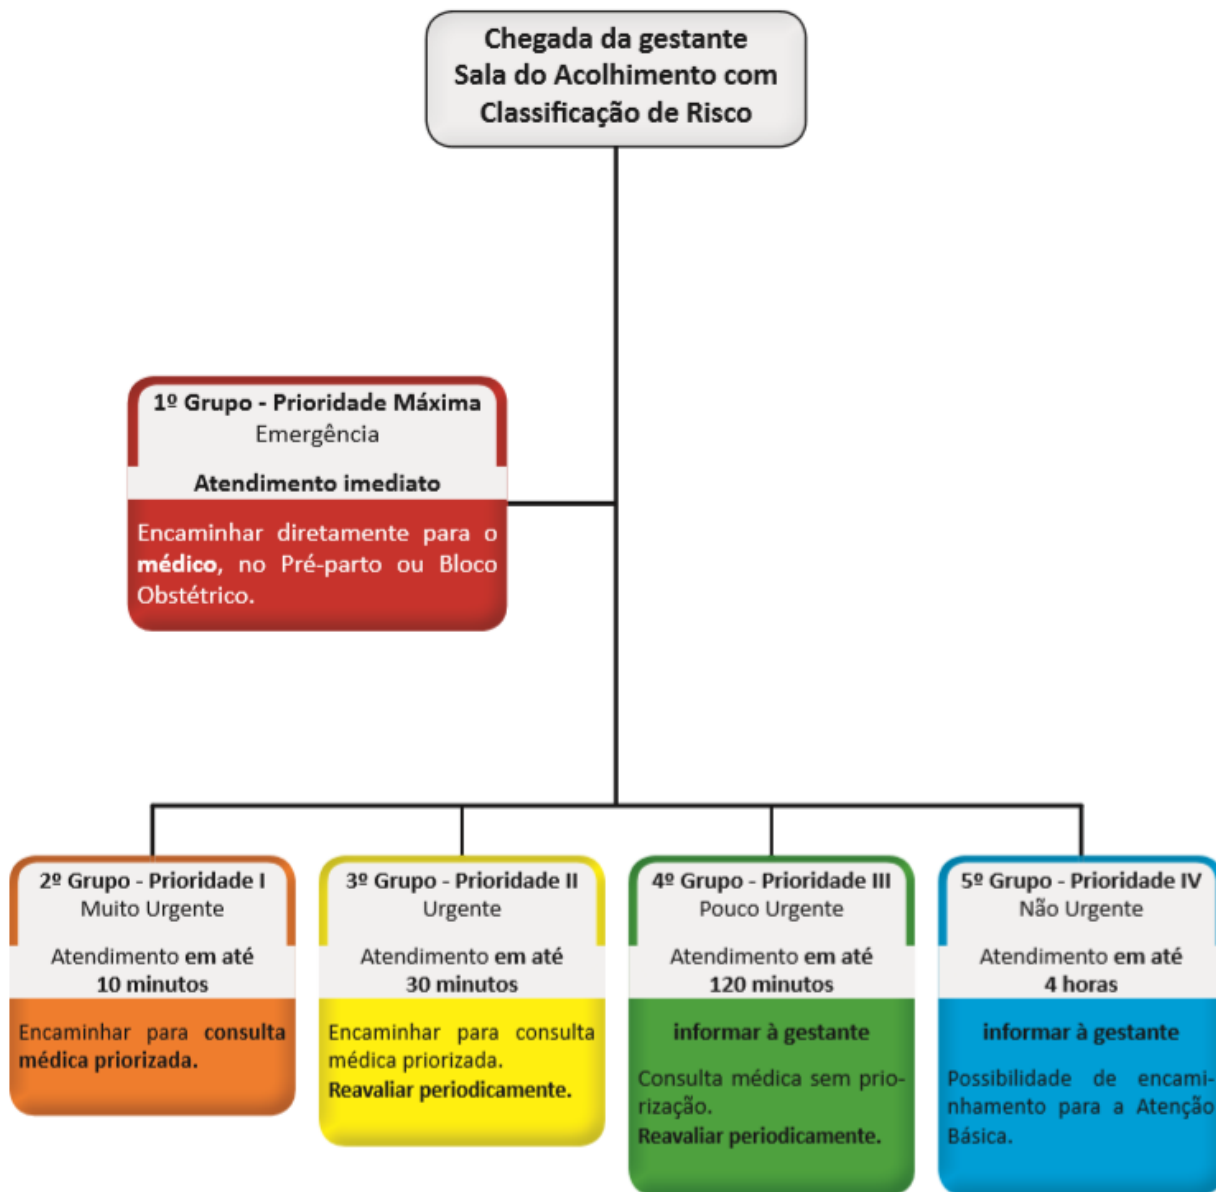 Chegada da gestante
Sala do Acolhimento com
Classificação de Risco
1º Grupo - Prioridade Máxima
Emergência
Atendimento imediato
Encaminhar diretamente para o
médico, no Pré-parto ou Bloco
Obstétrico.
2º Grupo - Prioridade I
Muito Urgente
Atendimento em até
10 minutos
Encaminhar para consulta
médica priorizada.
3º Grupo - Prioridade II
Urgente
Atendimento em até
30 minutos
Encaminhar para consulta
médica priorizada.
Reavaliar periodicamente.
4º Grupo - Prioridade III
Pouco Urgente
Atendimento em até
120 minutos
informar à gestante
Consulta médica sem prio-
rização.
Reavaliar periodicamente.
5º Grupo - Prioridade IV
Não Urgente
Atendimento em até
4 horas
informar à gestante
Possibilidade de encami-
nhamento para a Atenção
Básica.